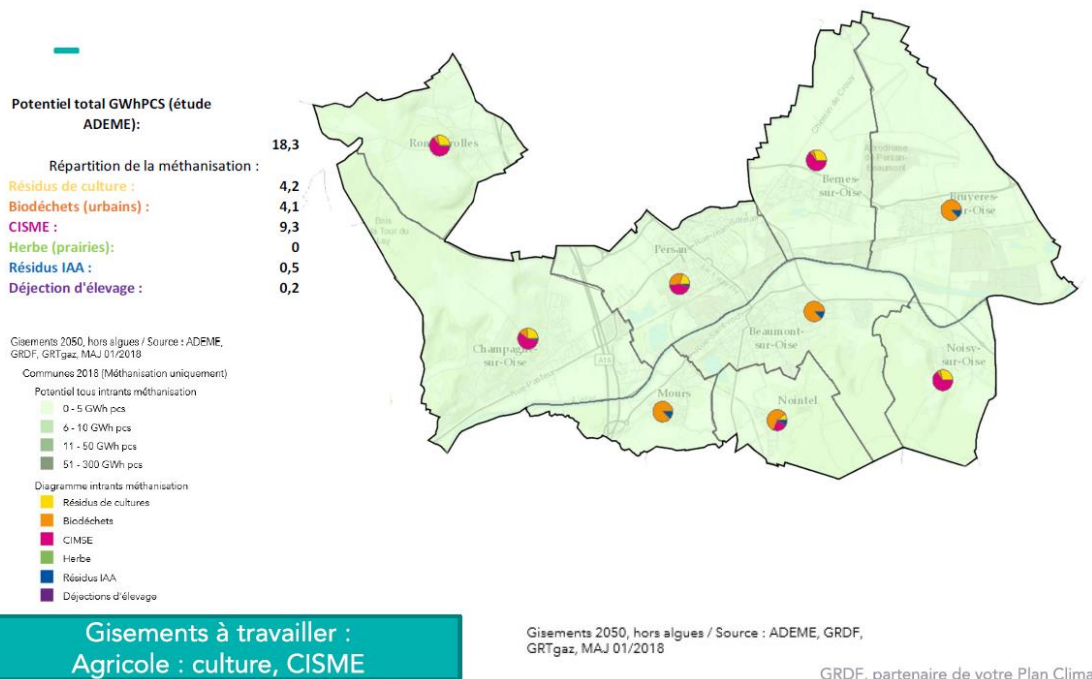 Potentiel total GWhPCS (étude
ADEME):
18,3
Répartition de la méthanisation :
Résidus de culture : 4,2
Biodéchets (urbains) : 4,1
CISME : 9,3
Herbe (prairies): 0
Résidus IAA : 0,5
Déjection d'élevage : 0,2
Gisements 2050, hors algues / Source : ADEME,
GRDF, GRTgaz, MAJ 01/2018
Communes 2018 (Méthanisation uniquement)
Potentiel tous intrants méthanisation
0 - 5 GWh pcs
6 - 10 GWh pcs
11 - 50 GWh pcs
51 - 300 GWh pcs
Diagramme intrants méthanisation
Résidus de cultures
Biodéchets
CIMSE
Herbe
Résidus IAA
Déjections d'élevage
Bernes-
sur-Oise
Persan
Beaumont-
sur-Oise
Champagne-
sur-Oise
A16
Noisy-
sur-Oise
Mours
Nointel
Gisements à travailler :
Agricole : culture, CISME
Gisements 2050, hors algues / Source : ADEME, GRDF,
GRTgaz, MAJ 01/2018
GRDF, partenaire de votre Plan Clima